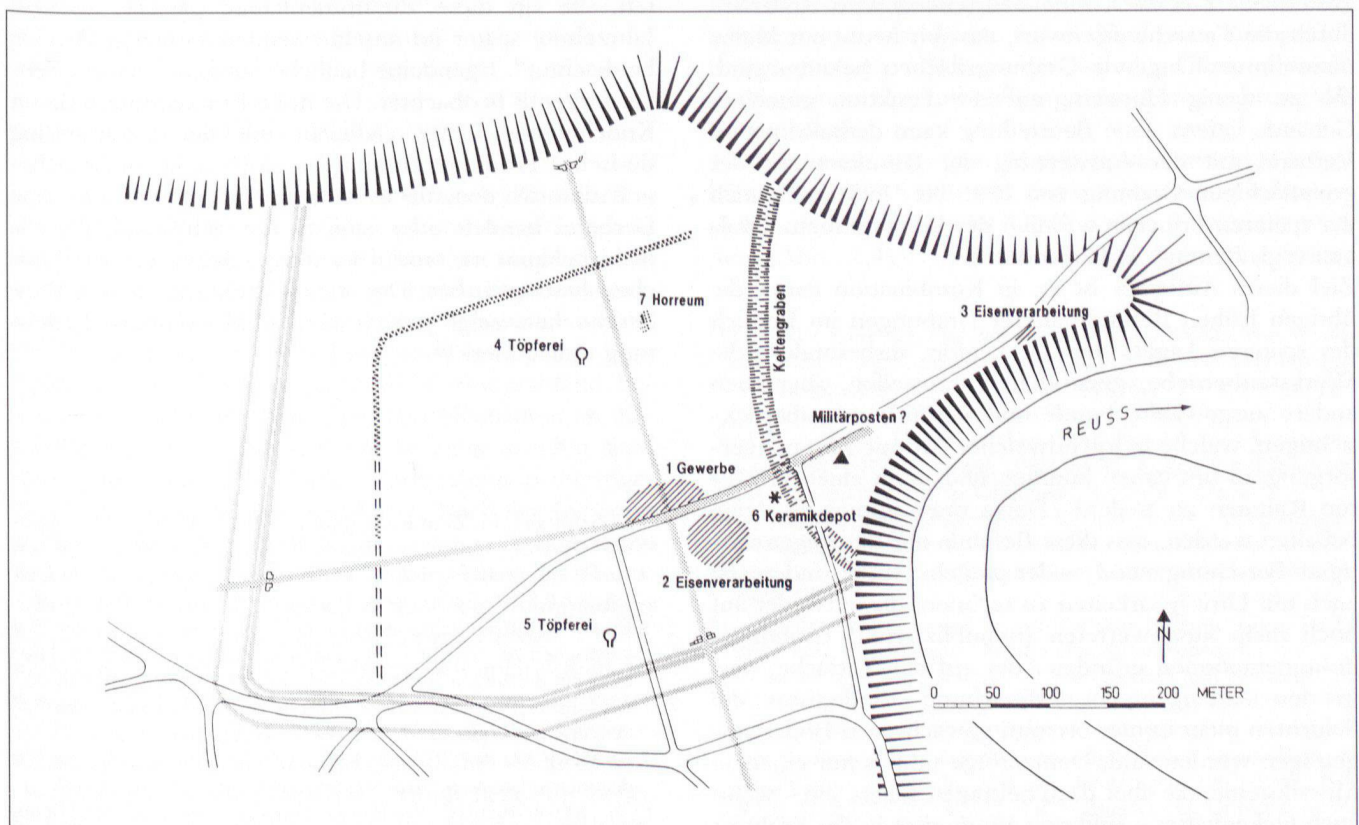 7 Horreum
3 Eisenverarbeitung
4 Töpferei
Keltengraben
REUSS
Militärposten ?
1 Gewerbe
6 Keramikdepot
2 Eisenverarbeitung
5 Töpferei
N
0 50 100 150 200 METER